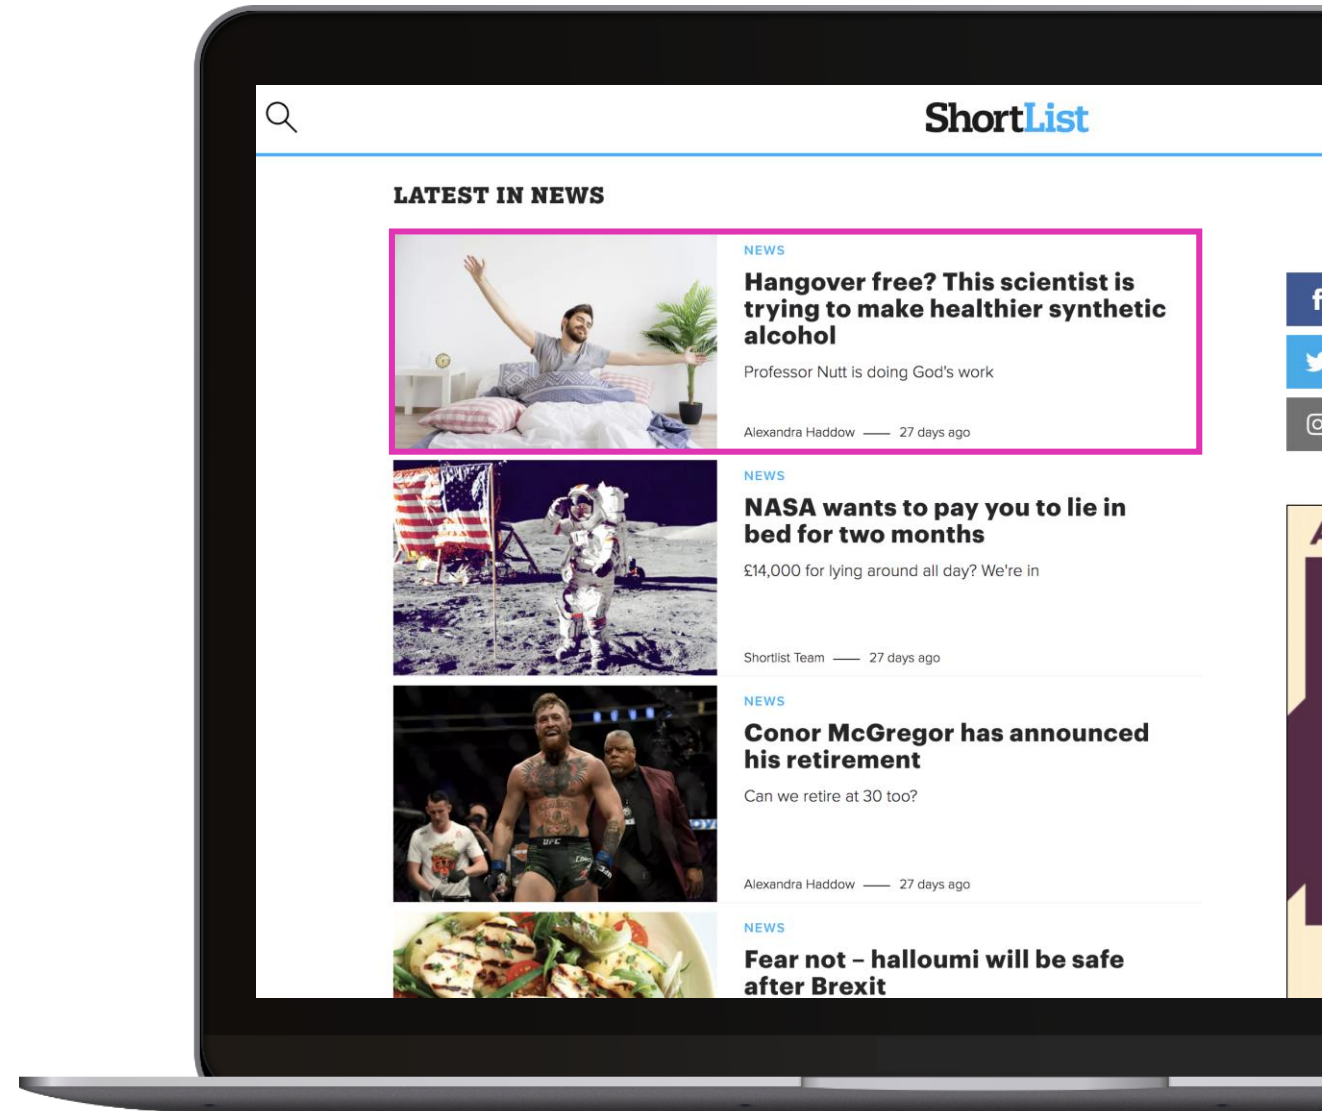 ShortList
LATEST IN NEWS
NEWS
Hangover free? This scientist is
trying to make healthier synthetic
alcohol
Professor Nutt is doing God's work
Alexandra Haddow — 27 days ago
NEWS
NASA wants to pay you to lie in
bed for two months
£14,000 for lying around all day? We're in
Shortlist Team — 27 days ago
NEWS
Conor McGregor has announced
his retirement
Can we retire at 30 too?
UFC
Alexandra Haddow — 27 days ago
NEWS
Fear not – halloumi will be safe
after Brexit